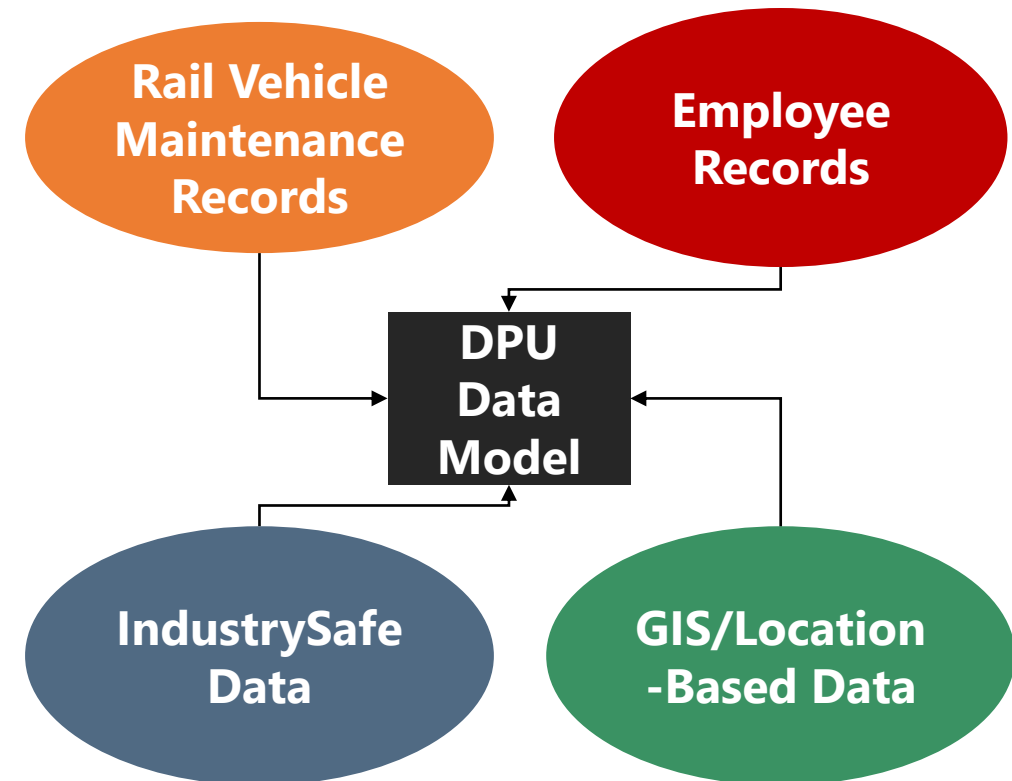 Rail Vehicle
Maintenance
Records
Employee
Records
DPU
Data
Model
IndustrySafe
Data
GIS/Location
-Based Data